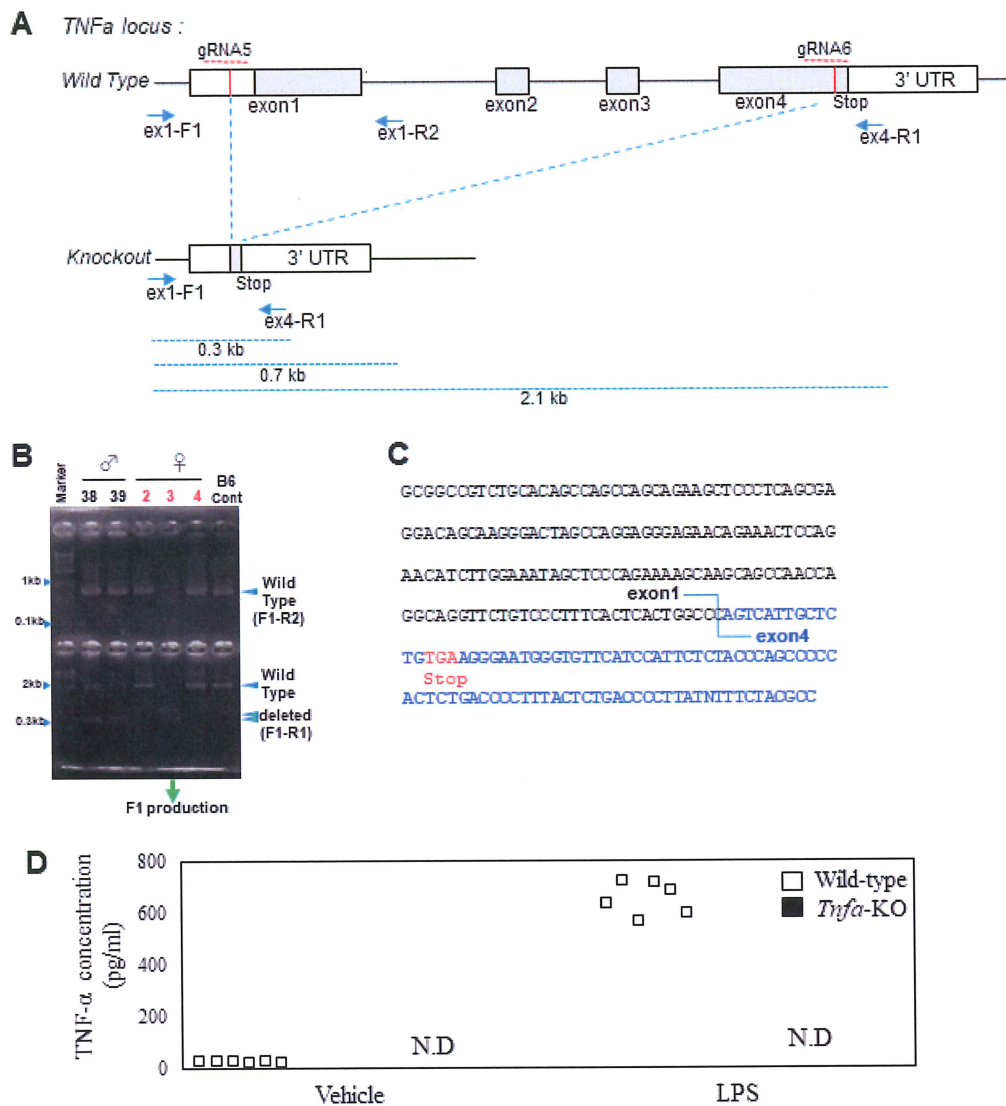 A
TNFa locus :
gRNA5
gRNA6
Wild Type
3' UTR
exon1
exon2
exon3
exon4
Stop
ex1-F1
ex1-R2
ex4-R1
Knockout
3' UTR
Stop
ex1-F1
ex4-R1
0.3 kb
0.7 kb
2.1 kb
B
Marker
♂
♀
B6
Cont
38 39 2 3 4
1kb
Wild
Type
(F1-R2)
0.1kb
2kb
Wild
Type
0.3kb
deleted
(F1-R1)
F1 production
C
GCGGCCGTCTGCACAGCCAGCCAGCAGAAGCTCCCTCAGCGA
GGACAGCAAGGGACTAGCCAGGAGGGAGAACAGAAACTCCAG
AACATCTTGGAAATAGCTCCCAGAAAAGCAAGCAGCCAACCA
exon1
GGCAGGTTCTGTCCCTTTCACTCACTGGCCCAGTCATTGCTC
exon4
TGTGAAGGGAATGGGTGTTCATCCATTCTCTACCCAGCCCCC
Stop
ACTCTGACCCCTTTACTCTGACCCCTTATNTTTCTACGCC
D
TNF-α concentration
(pg/ml)
800
600
400
200
0
Wild-type
Tnfa-KO
N.D
N.D
Vehicle
LPS